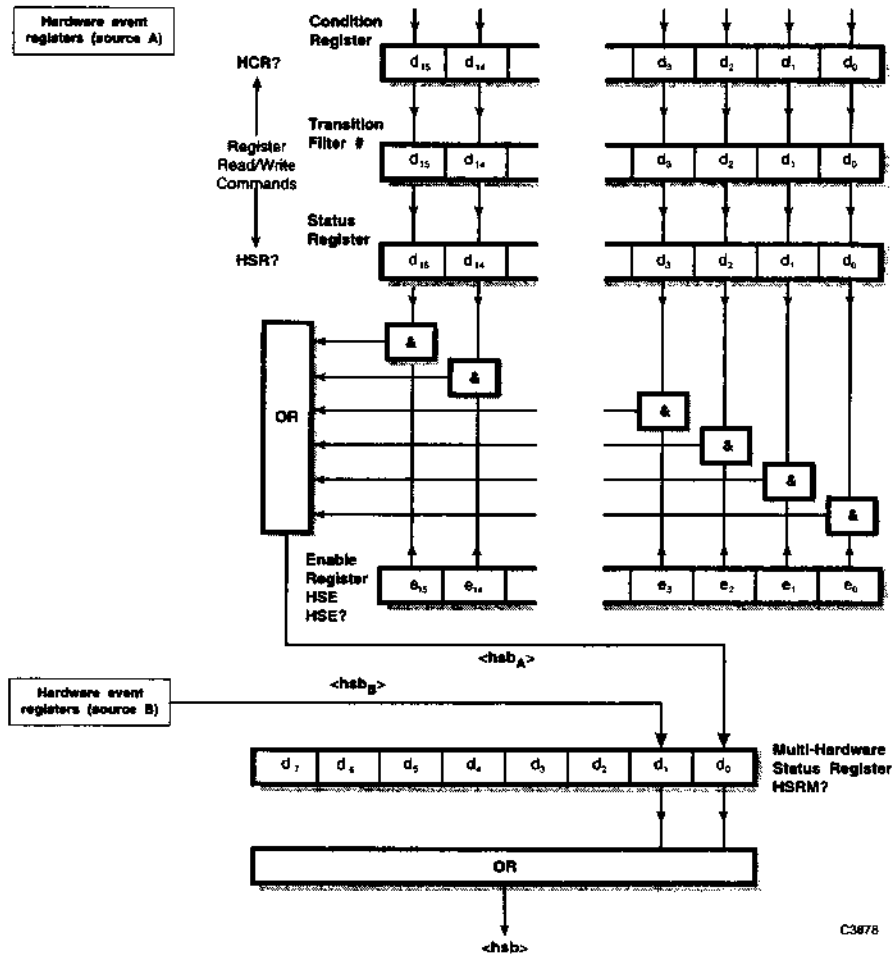 Hardware event
registers (source A)
Condition
Register
HCR?
d15 d14 d3 d2 d1 d0
Register
Read/Write
Commands
Transition
Filter #
d15 d14 d3 d2 d1 d0
Status
Register
HSR?
d15 d14 d3 d2 d1 d0
OR
&
&
&
&
&
&
Enable
Register
HSE
HSE?
e15 e14 e3 e2 e1 e0
<hsbA>
<hsbB>
Hardware event
registers (source B)
d7 d6 d5 d4 d3 d2 d1 d0
Multi-Hardware
Status Register
HSRM?
OR
<hsb>
C3678